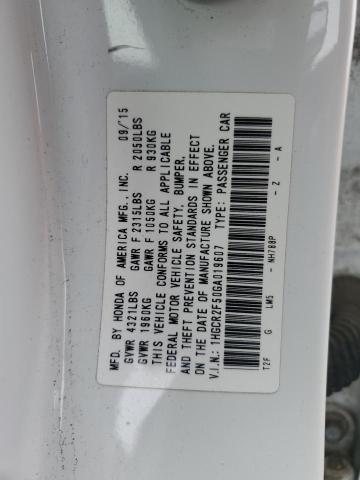 MFD. BY HONDA OF AMERICA MFG.,INC. 09/'15
GVWR 4321LBS GAWR F 2315LBS R 2050LBS
GVWR 1960KG GAWR F 1050KG R 930KG
THIS VEHICLE CONFORMS TO ALL APPLICABLE
FEDERAL MOTOR VEHICLE SAFETY, BUMPER,
AND THEFT PREVENTION STANDARDS IN EFFECT
ON THE DATE OF MANUFACTURE SHOWN ABOVE.
V.I.N.: 1HGCR2F50GA019607 TYPE: PASSENGER CAR
T2F G LM5 - NH788P - Z - A